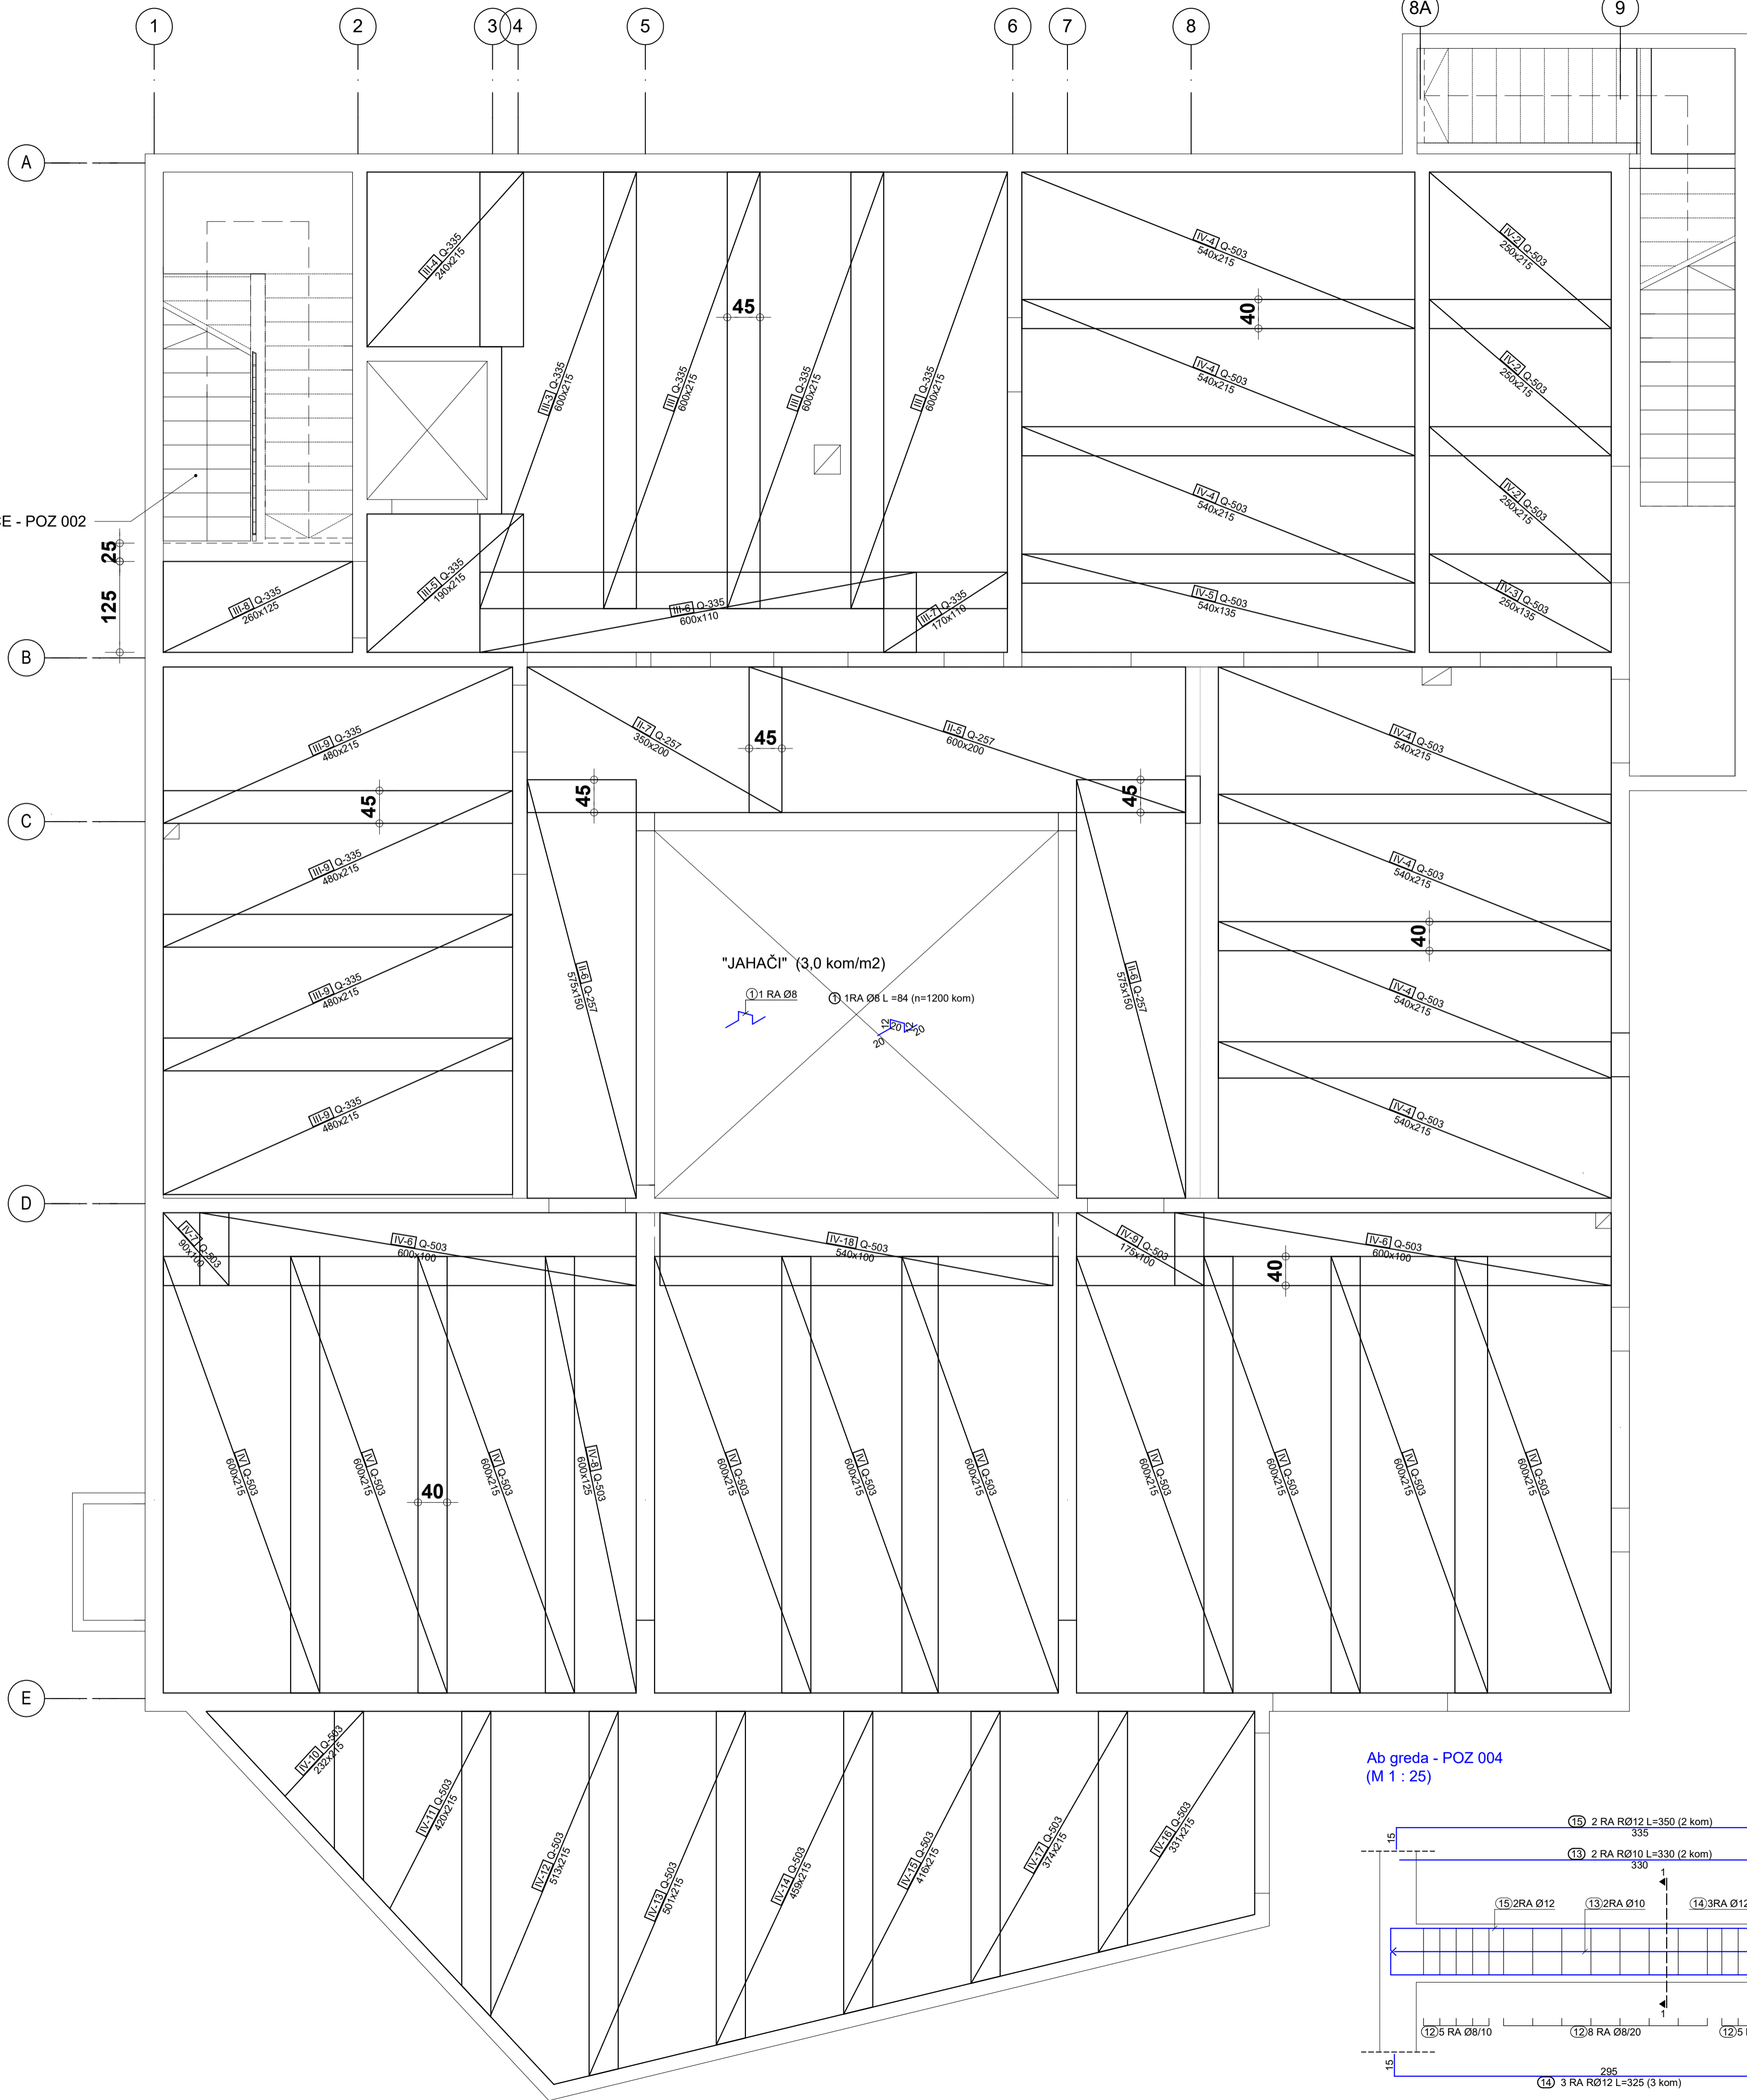 1
2
3
4
5
6
7
8
8A
9
A
III-4 Q-335
240x215
45
III-3 Q-335
600x215
III Q-335
600x215
III Q-335
600x215
III Q-335
600x215
IV-4 Q-503
540x215
40
IV-4 Q-503
540x215
IV-4 Q-503
540x215
IV-5 Q-503
540x135
IV-2 Q-503
250x215
IV-2 Q-503
250x215
IV-2 Q-503
250x215
IV-3 Q-503
250x135
E - POZ 002
25
125
III-8 Q-335
260x125
III-5 Q-335
190x215
III-6 Q-335
600x110
III-7 Q-335
170x110
B
III-9 Q-335
480x215
45
III-9 Q-335
480x215
III-9 Q-335
480x215
III-9 Q-335
480x215
II-7 Q-257
350x200
45
II-5 Q-257
600x200
45
45
II-6 Q-257
575x150
II-6 Q-257
575x150
"JAHAČI" (3,0 kom/m2)
1 1 RA Ø8
1 1RA Ø8 L =84 (n=1200 kom)
20
12
20
12
20
IV-4 Q-503
540x215
IV-4 Q-503
540x215
40
IV-4 Q-503
540x215
IV-4 Q-503
540x215
C
D
IV-7 Q-503
90x100
IV-6 Q-503
600x100
IV-18 Q-503
540x100
IV-9 Q-503
175x100
IV-6 Q-503
600x100
40
IV Q-503
600x215
IV Q-503
600x215
IV Q-503
600x215
40
IV-8 Q-503
600x125
IV Q-503
600x215
IV Q-503
600x215
IV Q-503
600x215
IV Q-503
600x215
IV Q-503
600x215
IV Q-503
600x215
IV Q-503
600x215
E
IV-10 Q-503
232x215
IV-11 Q-503
420x215
IV-12 Q-503
513x215
IV-13 Q-503
501x215
IV-14 Q-503
459x215
IV-15 Q-503
416x215
IV-17 Q-503
374x215
IV-16 Q-503
331x215
Ab greda - POZ 004
(M 1 : 25)
15 2 RA RØ12 L=350 (2 kom)
15
335
13 2 RA RØ10 L=330 (2 kom)
330
1
15 2RA Ø12
13 2RA Ø10
14 3RA Ø12
1
12 5 RA Ø8/10
12 8 RA Ø8/20
12 5
15
295
14 3 RA RØ12 L=325 (3 kom)